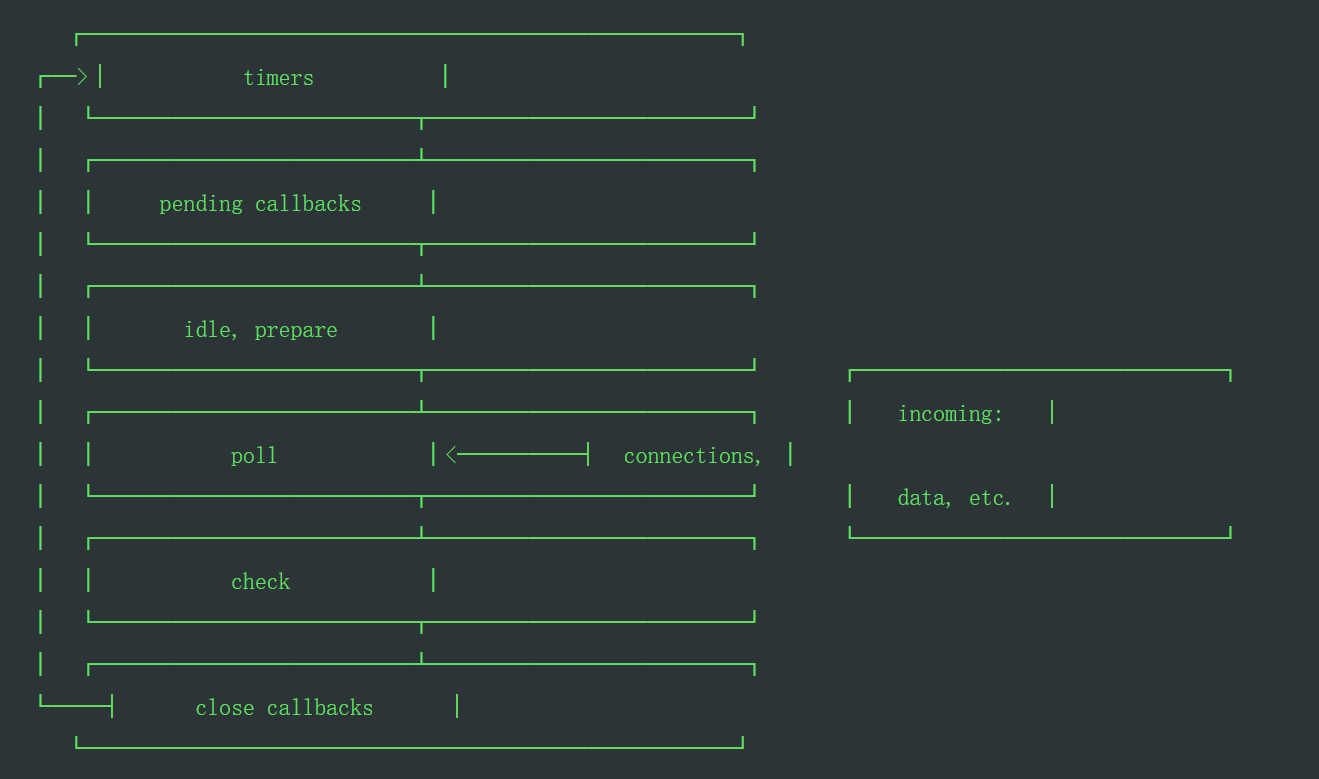 timers
pending callbacks
idle, prepare
incoming:
poll
connections,
data, etc.
check
close callbacks